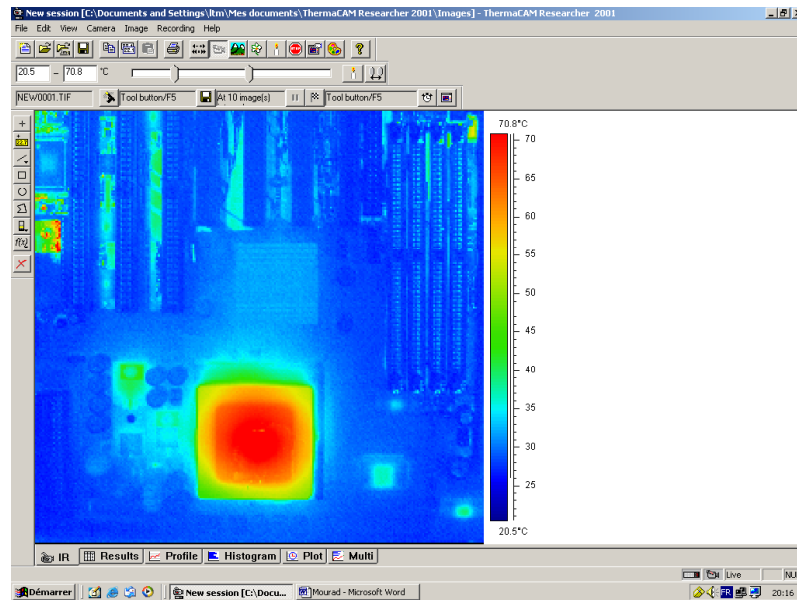 New session [C:\Documents and Settings\ltm\Mes documents\ThermaCAM Researcher 2001\Images] - ThermaCAM Researcher 2001
File Edit View Camera Image Recording Help
20.5 – 70.8 °C
NEW0001.TIF Tool button/F5 At 10 image(s) Tool button/F5
70.8°C
70
65
60
55
50
45
40
35
30
25
20.5°C
IR Results Profile Histogram Plot Multi
Live NU
Démarrer New session [C:\Docu... Mourad - Microsoft Word FR 20:16